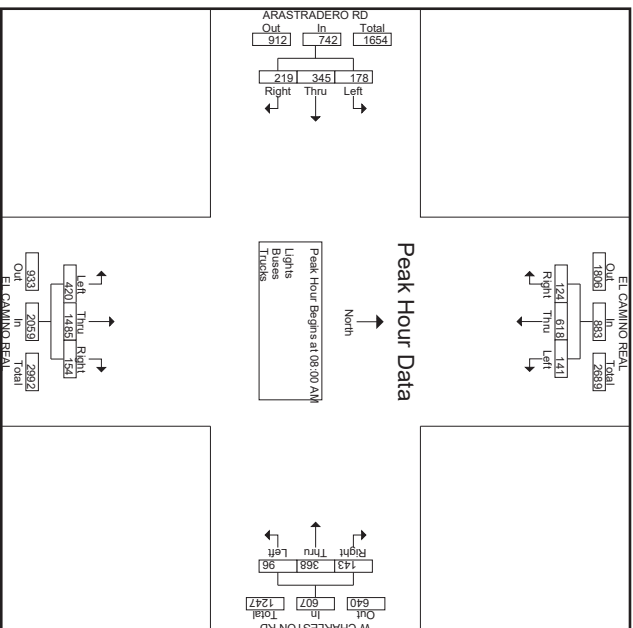 ARASTRADERO RD
Out In Total
912 742 1654
219 345 178
Right Thru Left
Peak Hour Data
North
Peak Hour Begins at 08:00 AM
Lights
Buses
Trucks
EL CAMINO REAL
Out In Total
1806 883 2689
124 618 141
Right Thru Left
Left Thru Right
420 1485 154
Out In Total
933 2059 2992
EL CAMINO REAL
Left Thru Right
96 368 143
Total In Out
1247 607 640
W CHARLESTON RD